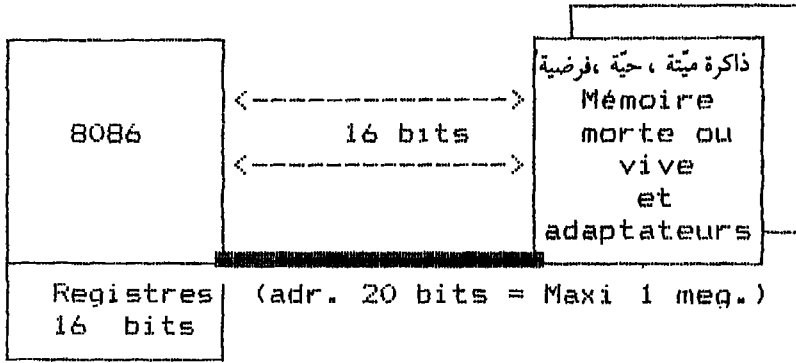 ذاكرة ميّتة ، حيّة ،فرضية
Mémoire
8086
16 bits
morte ou
vive
et
adaptateurs
Registres
16 bits
(adr. 20 bits = Maxi 1 meg.)